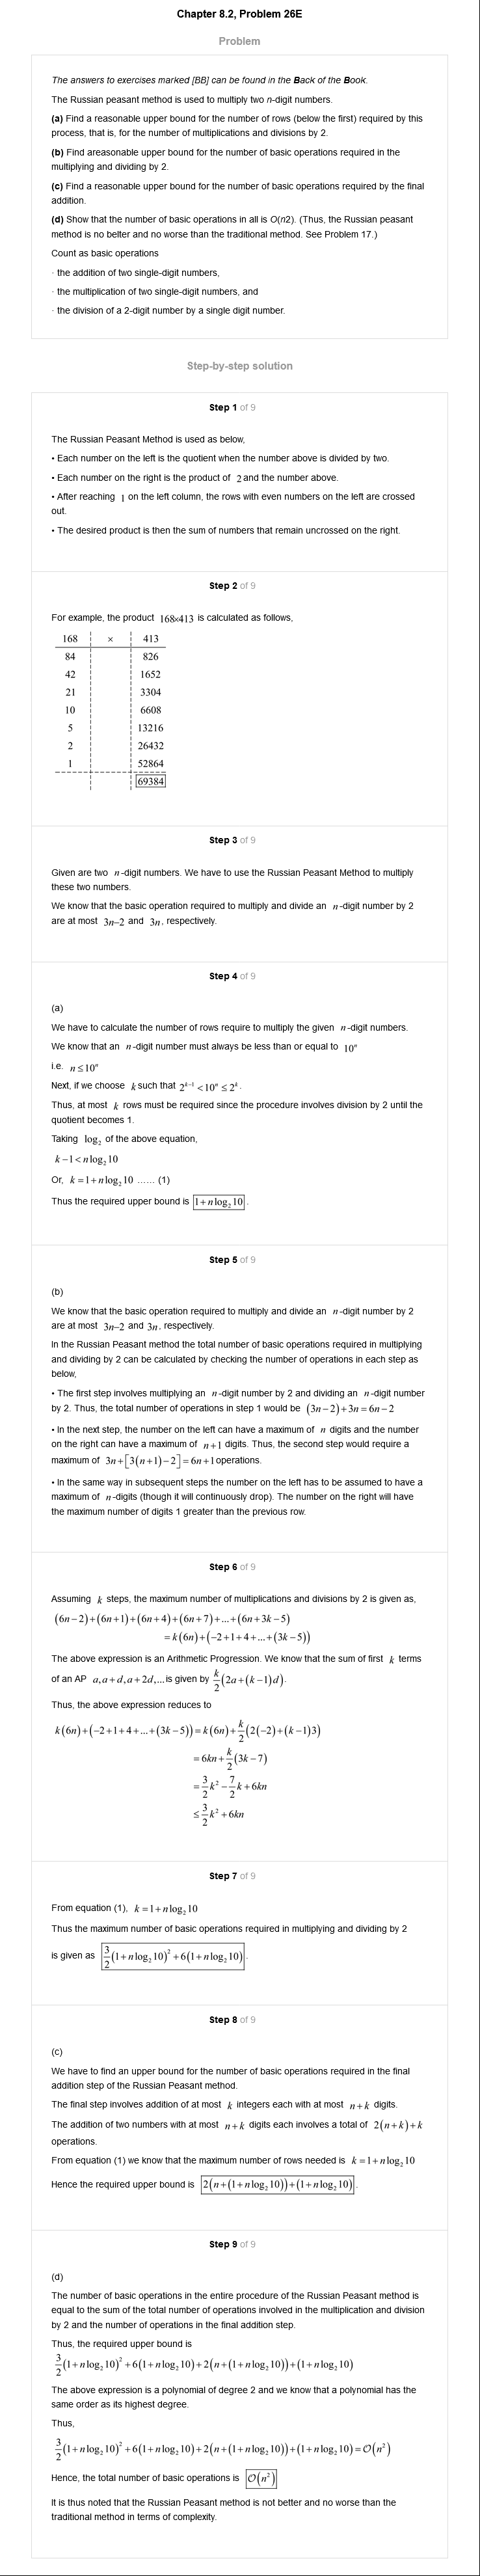 Chapter 8.2, Problem 26E
Problem
The answers to exercises marked [BB] can be found in the Back of the Book.
The Russian peasant method is used to multiply two n-digit numbers.
(a) Find a reasonable upper bound for the number of rows (below the first) required by this
process, that is, for the number of multiplications and divisions by 2.
(b) Find areasonable upper bound for the number of basic operations required in the
multiplying and dividing by 2.
(c) Find a reasonable upper bound for the number of basic operations required by the final
addition.
(d) Show that the number of basic operations in all is O(n2). (Thus, the Russian peasant
method is no belter and no worse than the traditional method. See Problem 17.)
Count as basic operations
· the addition of two single-digit numbers,
· the multiplication of two single-digit numbers, and
· the division of a 2-digit number by a single digit number.
Step-by-step solution
Step 1 of 9
The Russian Peasant Method is used as below,
• Each number on the left is the quotient when the number above is divided by two.
• Each number on the right is the product of 2 and the number above.
• After reaching 1 on the left column, the rows with even numbers on the left are crossed
out.
• The desired product is then the sum of numbers that remain uncrossed on the right.
Step 2 of 9
For example, the product 168×413 is calculated as follows,
168 × 413
84 826
42 1652
21 3304
10 6608
5 13216
2 26432
1 52864
69384
Step 3 of 9
Given are two n-digit numbers. We have to use the Russian Peasant Method to multiply
these two numbers.
We know that the basic operation required to multiply and divide an n-digit number by 2
are at most 3n−2 and 3n, respectively.
Step 4 of 9
(a)
We have to calculate the number of rows require to multiply the given n-digit numbers.
We know that an n-digit number must always be less than or equal to 10ⁿ
i.e. n ≤ 10ⁿ
Next, if we choose k such that 2^(k−1) < 10ⁿ ≤ 2^k.
Thus, at most k rows must be required since the procedure involves division by 2 until the
quotient becomes 1.
Taking log₂ of the above equation,
k−1 < n log₂ 10
Or, k = 1 + n log₂ 10 ...... (1)
Thus the required upper bound is 1 + n log₂ 10.
Step 5 of 9
(b)
We know that the basic operation required to multiply and divide an n-digit number by 2
are at most 3n−2 and 3n, respectively.
In the Russian Peasant method the total number of basic operations required in multiplying
and dividing by 2 can be calculated by checking the number of operations in each step as
below,
• The first step involves multiplying an n-digit number by 2 and dividing an n-digit number
by 2. Thus, the total number of operations in step 1 would be (3n−2)+3n = 6n−2
• In the next step, the number on the left can have a maximum of n digits and the number
on the right can have a maximum of n+1 digits. Thus, the second step would require a
maximum of 3n+[3(n+1)−2] = 6n+1 operations.
• In the same way in subsequent steps the number on the left has to be assumed to have a
maximum of n-digits (though it will continuously drop). The number on the right will have
the maximum number of digits 1 greater than the previous row.
Step 6 of 9
Assuming k steps, the maximum number of multiplications and divisions by 2 is given as,
(6n−2)+(6n+1)+(6n+4)+(6n+7)+...+(6n+3k−5)
= k(6n)+(−2+1+4+...+(3k−5))
The above expression is an Arithmetic Progression. We know that the sum of first k terms
of an AP a,a+d,a+2d,... is given by k/2(2a+(k−1)d).
Thus, the above expression reduces to
k(6n)+(−2+1+4+...+(3k−5)) = k(6n)+k/2(2(−2)+(k−1)3)
= 6kn+k/2(3k−7)
= 3/2k²−7/2k+6kn
≤ 3/2k²+6kn
Step 7 of 9
From equation (1), k = 1+n log₂ 10
Thus the maximum number of basic operations required in multiplying and dividing by 2
is given as 3/2(1+n log₂ 10)²+6(1+n log₂ 10).
Step 8 of 9
(c)
We have to find an upper bound for the number of basic operations required in the final
addition step of the Russian Peasant method.
The final step involves addition of at most k integers each with at most n+k digits.
The addition of two numbers with at most n+k digits each involves a total of 2(n+k)+k
operations.
From equation (1) we know that the maximum number of rows needed is k = 1+n log₂ 10
Hence the required upper bound is 2(n+(1+n log₂ 10))+(1+n log₂ 10).
Step 9 of 9
(d)
The number of basic operations in the entire procedure of the Russian Peasant method is
equal to the sum of the total number of operations involved in the multiplication and division
by 2 and the number of operations in the final addition step.
Thus, the required upper bound is
3/2(1+n log₂ 10)²+6(1+n log₂ 10)+2(n+(1+n log₂ 10))+(1+n log₂ 10)
The above expression is a polynomial of degree 2 and we know that a polynomial has the
same order as its highest degree.
Thus,
3/2(1+n log₂ 10)²+6(1+n log₂ 10)+2(n+(1+n log₂ 10))+(1+n log₂ 10) = O(n²)
Hence, the total number of basic operations is O(n²)
It is thus noted that the Russian Peasant method is not better and no worse than the
traditional method in terms of complexity.